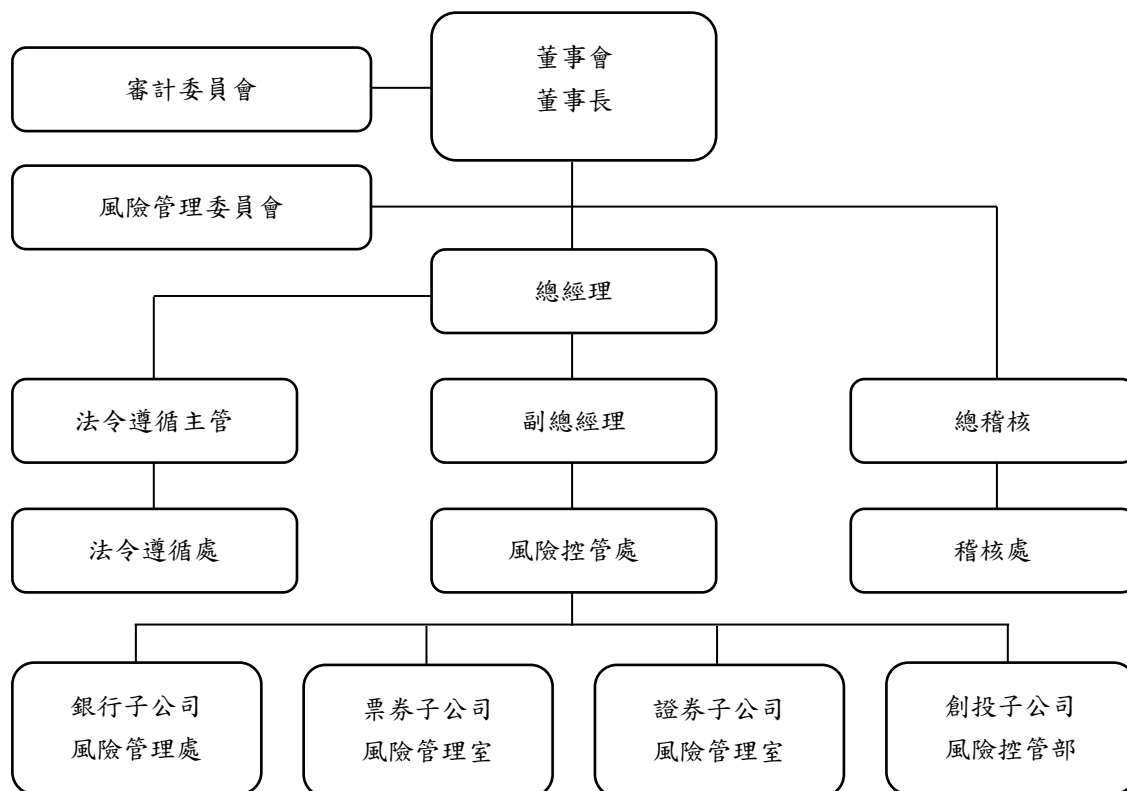 審計委員會
董事會
董事長
風險管理委員會
總經理
法令遵循主管
副總經理
總稽核
法令遵循處
風險控管處
稽核處
銀行子公司
風險管理處
票券子公司
風險管理室
證券子公司
風險管理室
創投子公司
風險控管部